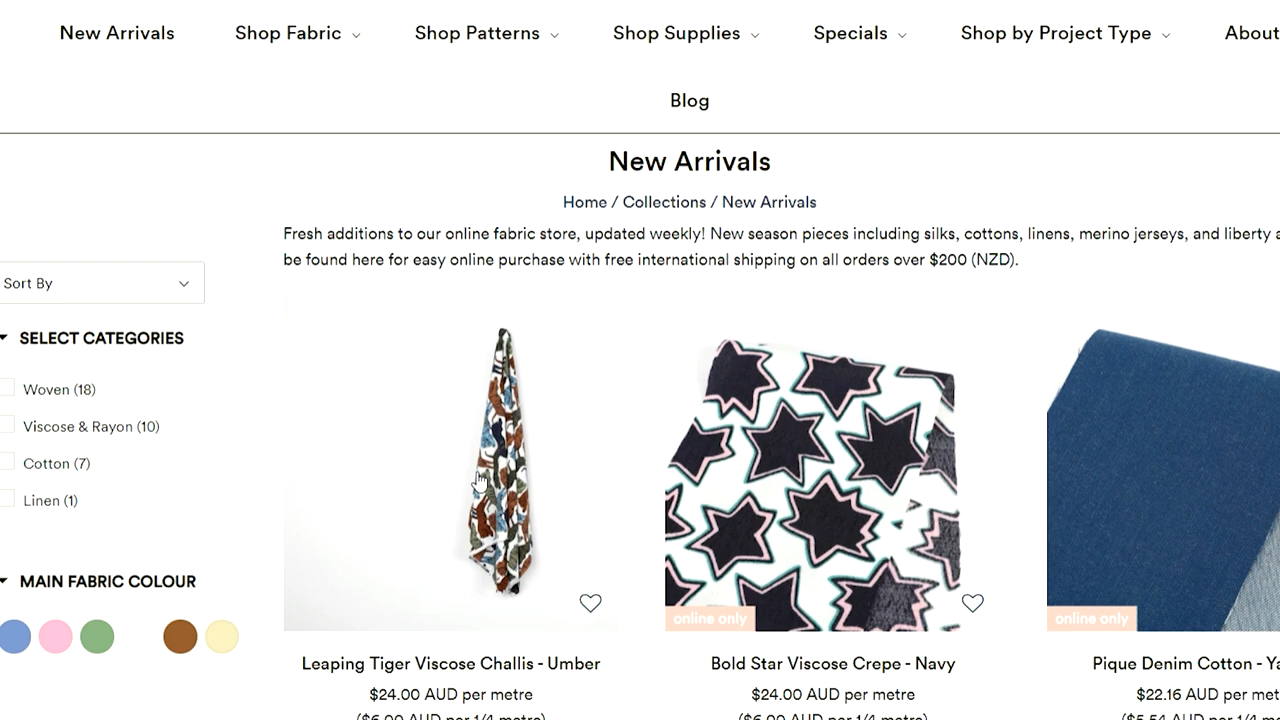 New Arrivals Shop Fabric Shop Patterns Shop Supplies Specials Shop by Project Type About
Blog
New Arrivals
Home / Collections / New Arrivals
Fresh additions to our online fabric store, updated weekly! New season pieces including silks, cottons, linens, merino jerseys, and liberty
be found here for easy online purchase with free international shipping on all orders over $200 (NZD).
Sort By
SELECT CATEGORIES
Woven (18)
Viscose & Rayon (10)
Cotton (7)
Linen (1)
MAIN FABRIC COLOUR
online only
online only
Leaping Tiger Viscose Challis - Umber
$24.00 AUD per metre
($6.00 AUD per 1/4 metre)
Bold Star Viscose Crepe - Navy
$24.00 AUD per metre
($6.00 AUD per 1/4 metre)
Pique Denim Cotton - Ya
$22.16 AUD per met
($5.54 AUD per 1/4 m